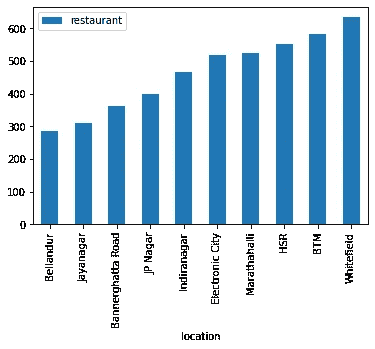 restaurant
600
500
400
300
200
100
0
Bellandur
Jayanagar
Bannerghatta Road
JP Nagar
Indiranagar
Electronic City
Marathahalli
HSR
BTM
Whitefield
location